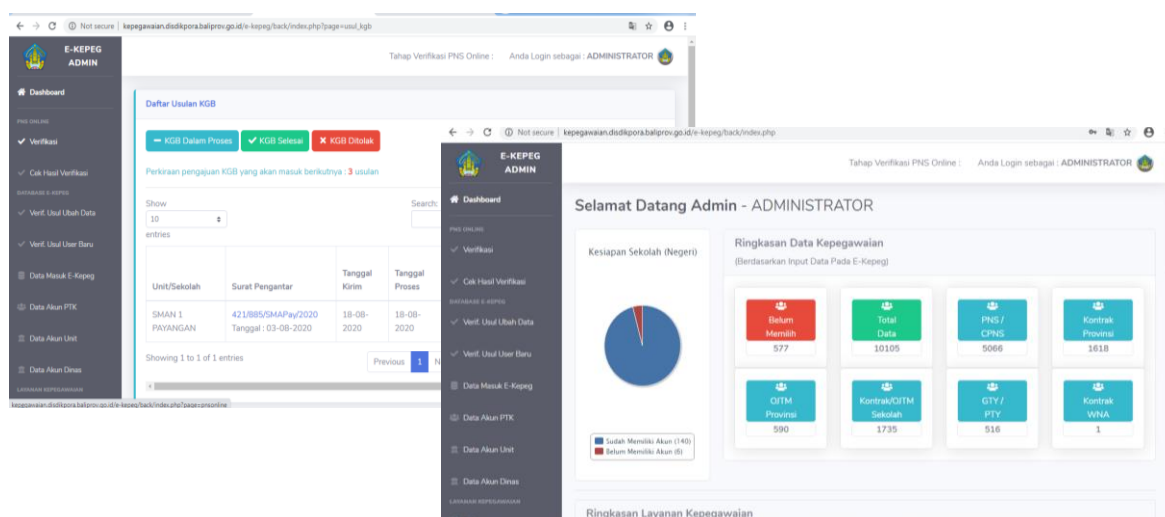 Not secure | kepegawaian.disdikpora.baliprov.go.id/e-kepeg/back/index.php?page=usul_kgb
E-KEPEG
ADMIN
Tahap Verifikasi PNS Online :
Anda Login sebagai : ADMINISTRATOR
Dashboard
PNS ONLINE
Verifikasi
Cek Hasil Verifikasi
DATABASE E-KEPEG
Verif. Usul Ubah Data
Verif. Usul User Baru
Data Masuk E-Kepeg
Data Akun PTK
Data Akun Unit
Data Akun Dinas
LAYANAN KEPEGAWAIAN
Daftar Usulan KGB
KGB Dalam Proses
KGB Selesai
KGB Ditolak
Perkiraan pengajuan KGB yang akan masuk berikutnya : 3 usulan
Show
10
entries
Search:
Unit/Sekolah
Surat Pengantar
Tanggal
Kirim
Tanggal
Proses
SMAN 1
PAYANGAN
421/885/SMAPay/2020
Tanggal : 03-08-2020
18-08-
2020
18-08-
2020
Showing 1 to 1 of 1 entries
Previous 1 N
kepegawaian.disdikpora.baliprov.go.id/e-kepeg/back/index.php?page=pnsonline
Not secure | kepegawaian.disdikpora.baliprov.go.id/e-kepeg/back/index.php
E-KEPEG
ADMIN
Tahap Verifikasi PNS Online :
Anda Login sebagai : ADMINISTRATOR
Dashboard
PNS ONLINE
Verifikasi
Cek Hasil Verifikasi
DATABASE E-KEPEG
Verif. Usul Ubah Data
Verif. Usul User Baru
Data Masuk E-Kepeg
Data Akun PTK
Data Akun Unit
Data Akun Dinas
LAYANAN KEPEGAWAIAN
Selamat Datang Admin - ADMINISTRATOR
Kesiapan Sekolah (Negeri)
Sudah Memiliki Akun (140)
Belum Memiliki Akun (6)
Ringkasan Data Kepegawaian
(Berdasarkan Input Data Pada E-Kepeg)
Belum
Memilih
577
Total
Data
10105
PNS /
CPNS
5066
Kontrak
Provinsi
1618
OJTM
Provinsi
590
Kontrak/OJTM
Sekolah
1735
GTY /
PTY
516
Kontrak
WNA
1
Ringkasan Layanan Kepegawaian